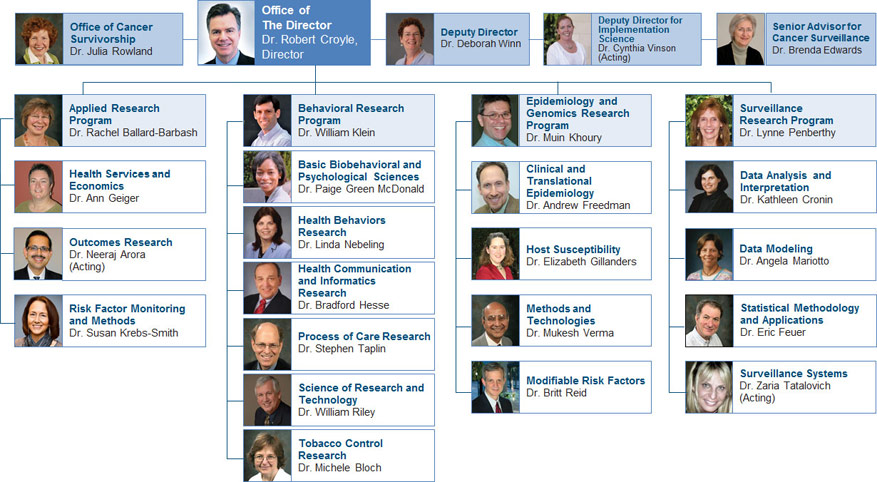 Office of Cancer
Survivorship
Dr. Julia Rowland
Office of
The Director
Dr. Robert Croyle,
Director
Deputy Director
Dr. Deborah Winn
Deputy Director for
Implementation
Science
Dr. Cynthia Vinson
(Acting)
Senior Advisor for
Cancer Surveillance
Dr. Brenda Edwards
Applied Research
Program
Dr. Rachel Ballard-Barbash
Health Services and
Economics
Dr. Ann Geiger
Outcomes Research
Dr. Neeraj Arora
(Acting)
Risk Factor Monitoring
and Methods
Dr. Susan Krebs-Smith
Behavioral Research
Program
Dr. William Klein
Basic Biobehavioral and
Psychological Sciences
Dr. Paige Green McDonald
Health Behaviors
Research
Dr. Linda Nebeling
Health Communication
and Informatics
Research
Dr. Bradford Hesse
Process of Care Research
Dr. Stephen Taplin
Science of Research and
Technology
Dr. William Riley
Tobacco Control
Research
Dr. Michele Bloch
Epidemiology and
Genomics Research
Program
Dr. Muin Khoury
Clinical and
Translational
Epidemiology
Dr. Andrew Freedman
Host Susceptibility
Dr. Elizabeth Gillanders
Methods and
Technologies
Dr. Mukesh Verma
Modifiable Risk Factors
Dr. Britt Reid
Surveillance
Research Program
Dr. Lynne Penberthy
Data Analysis and
Interpretation
Dr. Kathleen Cronin
Data Modeling
Dr. Angela Mariotto
Statistical Methodology
and Applications
Dr. Eric Feuer
Surveillance Systems
Dr. Zaria Tatalovich
(Acting)